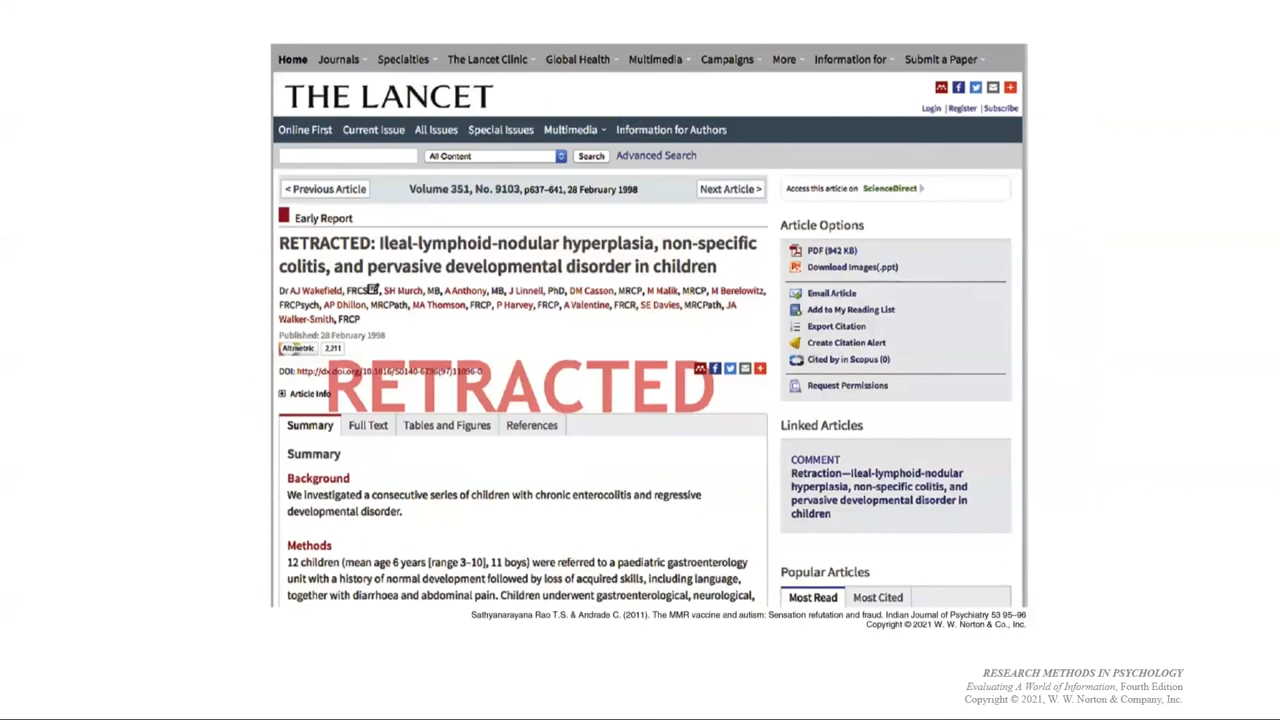 Home Journals Specialties The Lancet Clinic Global Health Multimedia Campaigns More Information for Submit a Paper
THE LANCET
Login | Register | Subscribe
Online First Current Issue All Issues Special Issues Multimedia Information for Authors
All Content Search Advanced Search
< Previous Article Volume 351, No. 9103, p637–641, 28 February 1998 Next Article >
Early Report
RETRACTED: Ileal-lymphoid-nodular hyperplasia, non-specific
colitis, and pervasive developmental disorder in children
Dr AJ Wakefield, FRCS, SH Murch, MB, A Anthony, MB, J Linnell, PhD, DM Casson, MRCP, M Malik, MRCP, M Berelowitz,
FRCPsych, AP Dhillon, MRCPath, MA Thomson, FRCP, P Harvey, FRCP, A Valentine, FRCR, SE Davies, MRCPath, JA
Walker-Smith, FRCP
Published: 28 February 1998
Altmetric 2,211
DOI: http://dx.doi.org/10.1016/S0140-6736(97)11096-0
RETRACTED
Article Info
Summary Full Text Tables and Figures References
Summary
Background
We investigated a consecutive series of children with chronic enterocolitis and regressive
developmental disorder.
Methods
12 children (mean age 6 years [range 3–10], 11 boys) were referred to a paediatric gastroenterology
unit with a history of normal development followed by loss of acquired skills, including language,
together with diarrhoea and abdominal pain. Children underwent gastroenterological, neurological,
Access this article on ScienceDirect
Article Options
PDF (942 KB)
Download Images(.ppt)
Email Article
Add to My Reading List
Export Citation
Create Citation Alert
Cited by in Scopus (0)
Request Permissions
Linked Articles
COMMENT
Retraction—Ileal-lymphoid-nodular
hyperplasia, non-specific colitis, and
pervasive developmental disorder in
children
Popular Articles
Most Read Most Cited
Sathyanarayana Rao T.S. & Andrade C. (2011). The MMR vaccine and autism: Sensation refutation and fraud. Indian Journal of Psychiatry 53 95–96
Copyright © 2021 W. W. Norton & Co., Inc.
RESEARCH METHODS IN PSYCHOLOGY
Evaluating A World of Information, Fourth Edition
Copyright © 2021, W. W. Norton & Company, Inc.